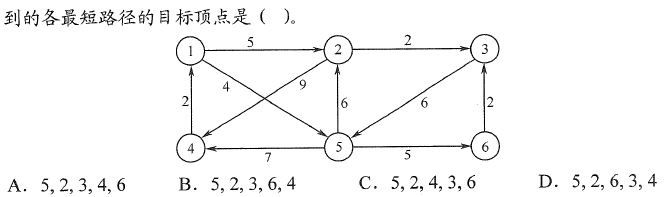 到的各最短路径的目标顶点是（　）。
1 5 2 2 3
4 9
2 6 6 2
4 7 5 5 6
A. 5, 2, 3, 4, 6 B. 5, 2, 3, 6, 4 C. 5, 2, 4, 3, 6 D. 5, 2, 6, 3, 4